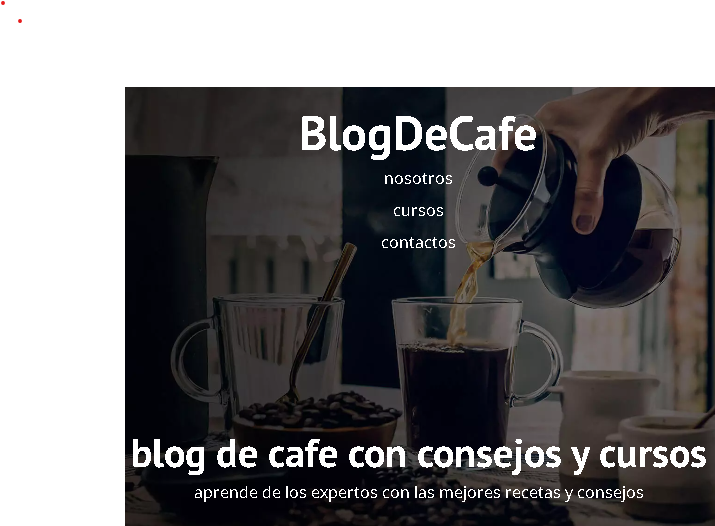 BlogDeCafe
nosotros
cursos
contactos
blog de cafe con consejos y cursos
aprende de los expertos con las mejores recetas y consejos